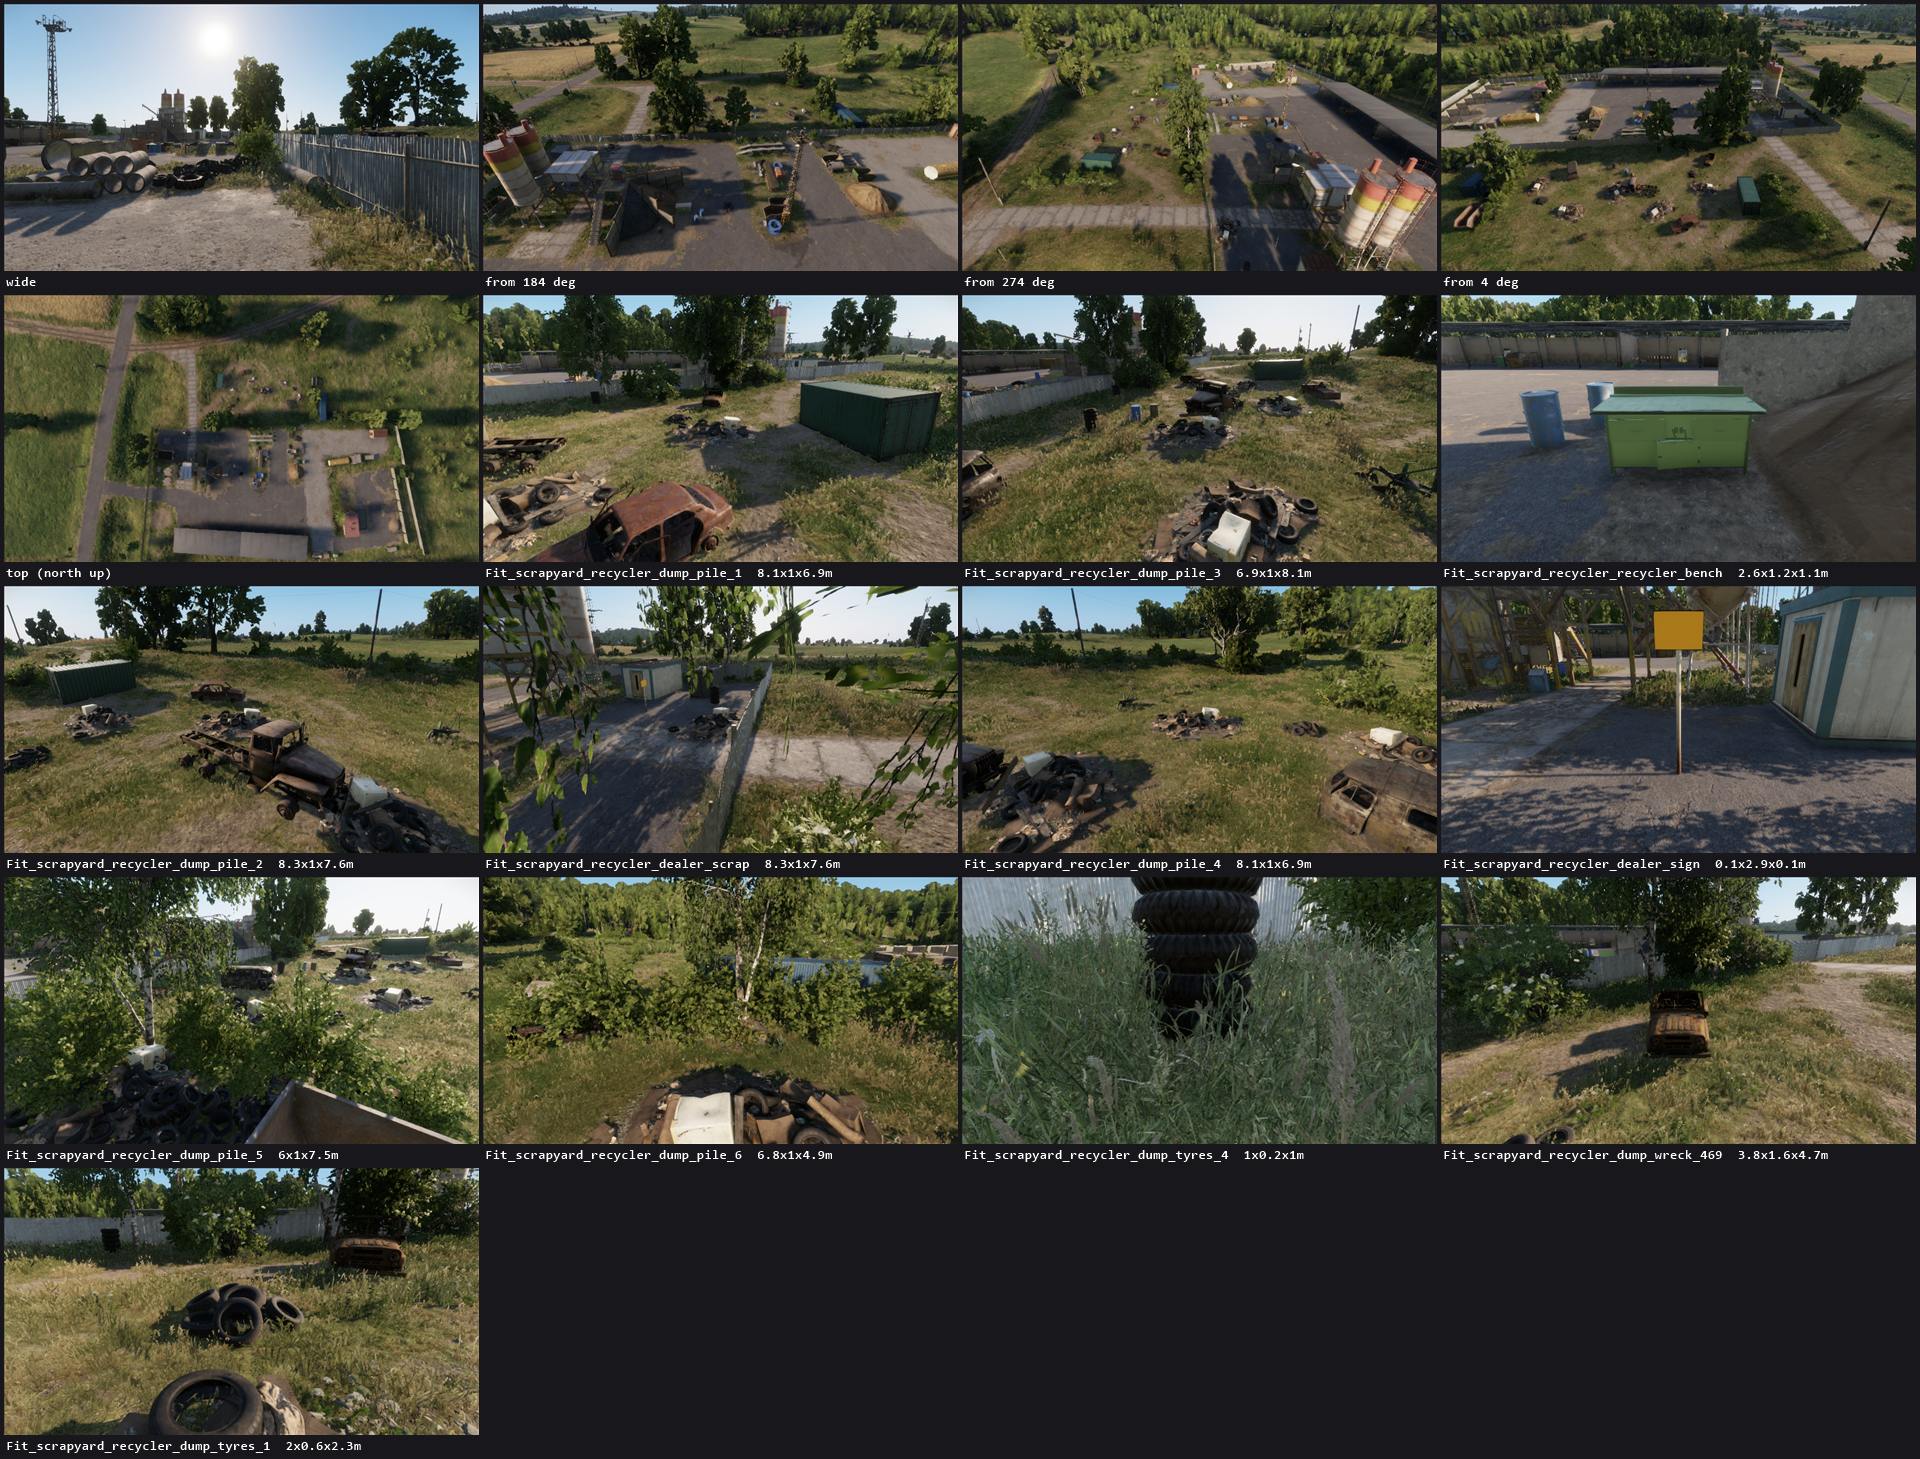 wide
from 184 deg
from 274 deg
from 4 deg
top (north up)
Fit_scrapyard_recycler_dump_pile_1 8.1x1x6.9m
Fit_scrapyard_recycler_dump_pile_3 6.9x1x8.1m
Fit_scrapyard_recycler_recycler_bench 2.6x1.2x1.1m
Fit_scrapyard_recycler_dump_pile_2 8.3x1x7.6m
Fit_scrapyard_recycler_dealer_scrap 8.3x1x7.6m
Fit_scrapyard_recycler_dump_pile_4 8.1x1x6.9m
Fit_scrapyard_recycler_dealer_sign 0.1x2.9x0.1m
Fit_scrapyard_recycler_dump_pile_5 6x1x7.5m
Fit_scrapyard_recycler_dump_pile_6 6.8x1x4.9m
Fit_scrapyard_recycler_dump_tyres_4 1x0.2x1m
Fit_scrapyard_recycler_dump_wreck_469 3.8x1.6x4.7m
Fit_scrapyard_recycler_dump_tyres_1 2x0.6x2.3m